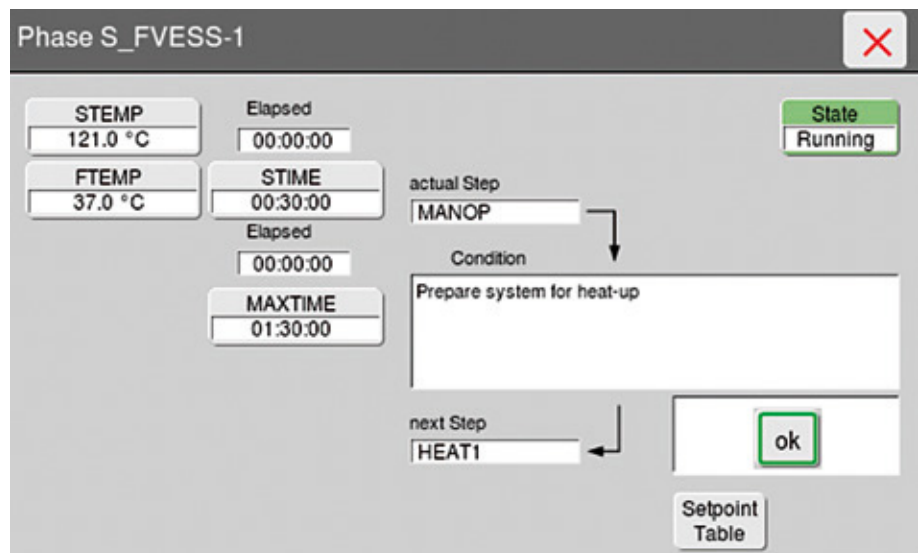 Phase S_FVESS-1
STEMP
121.0 °C
Elapsed
00:00:00
State
Running
FTEMP
37.0 °C
STIME
00:30:00
actual Step
MANOP
Elapsed
00:00:00
Condition
Prepare system for heat-up
MAXTIME
01:30:00
next Step
HEAT1
ok
Setpoint
Table